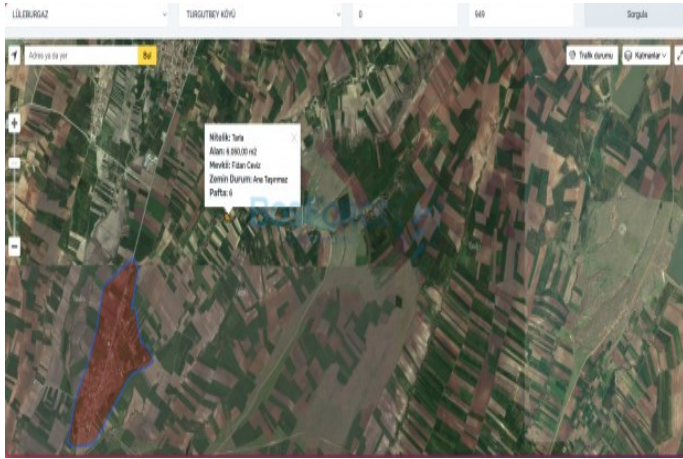 LÜLEBURGAZ
TURGUTBEY KÖYÜ
0
949
Sorgula
Adres ya da yer
Bul
Trafik durumu
Katmanlar
Nitelik: Tarla
Alan: 6.050,00 m2
Mevkii: Fidan Ceviz
Zemin Durum: Ana Taşınmaz
Pafta: 6